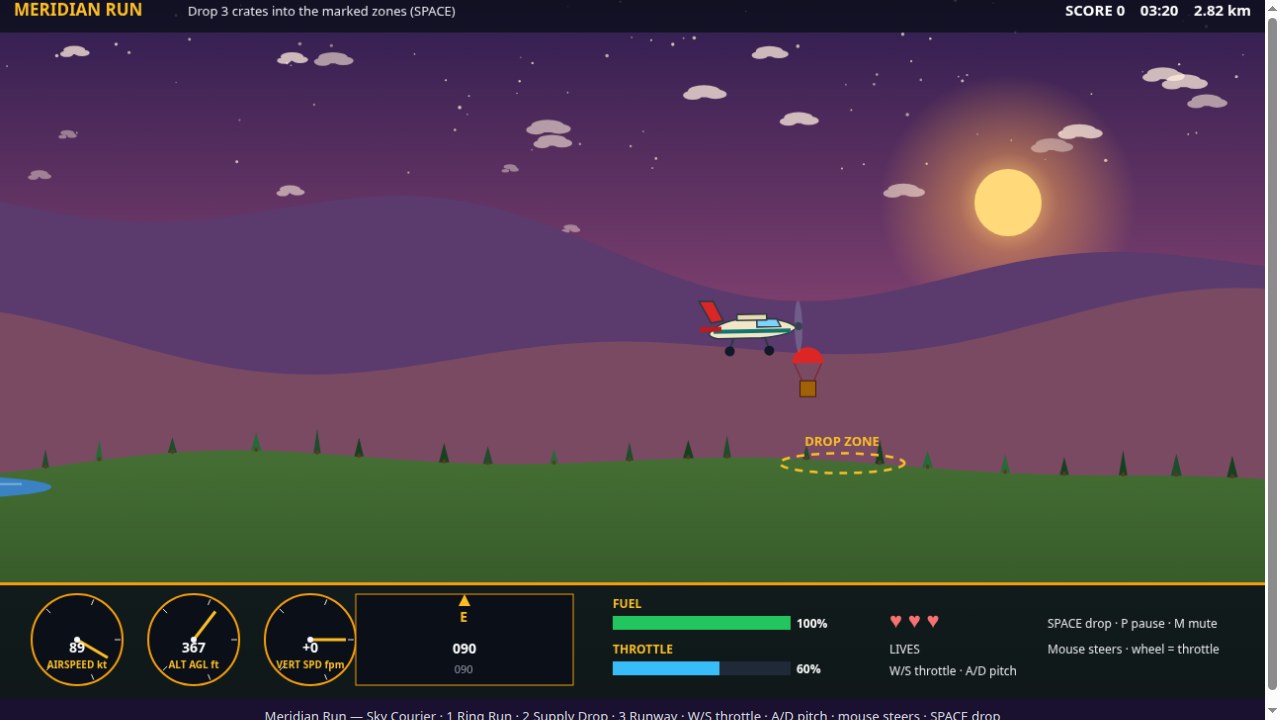 MERIDIAN RUN
Drop 3 crates into the marked zones (SPACE)
SCORE 0 03:20 2.82 km
DROP ZONE
89
AIRSPEED kt
367
ALT AGL ft
+0
VERT SPD fpm
E
090
090
FUEL
100%
THROTTLE
60%
♥ ♥ ♥
LIVES
W/S throttle · A/D pitch
SPACE drop · P pause · M mute
Mouse steers · wheel = throttle
Meridian Run — Sky Courier · 1 Ring Run · 2 Supply Drop · 3 Runway · W/S throttle · A/D pitch · mouse steers · SPACE drop